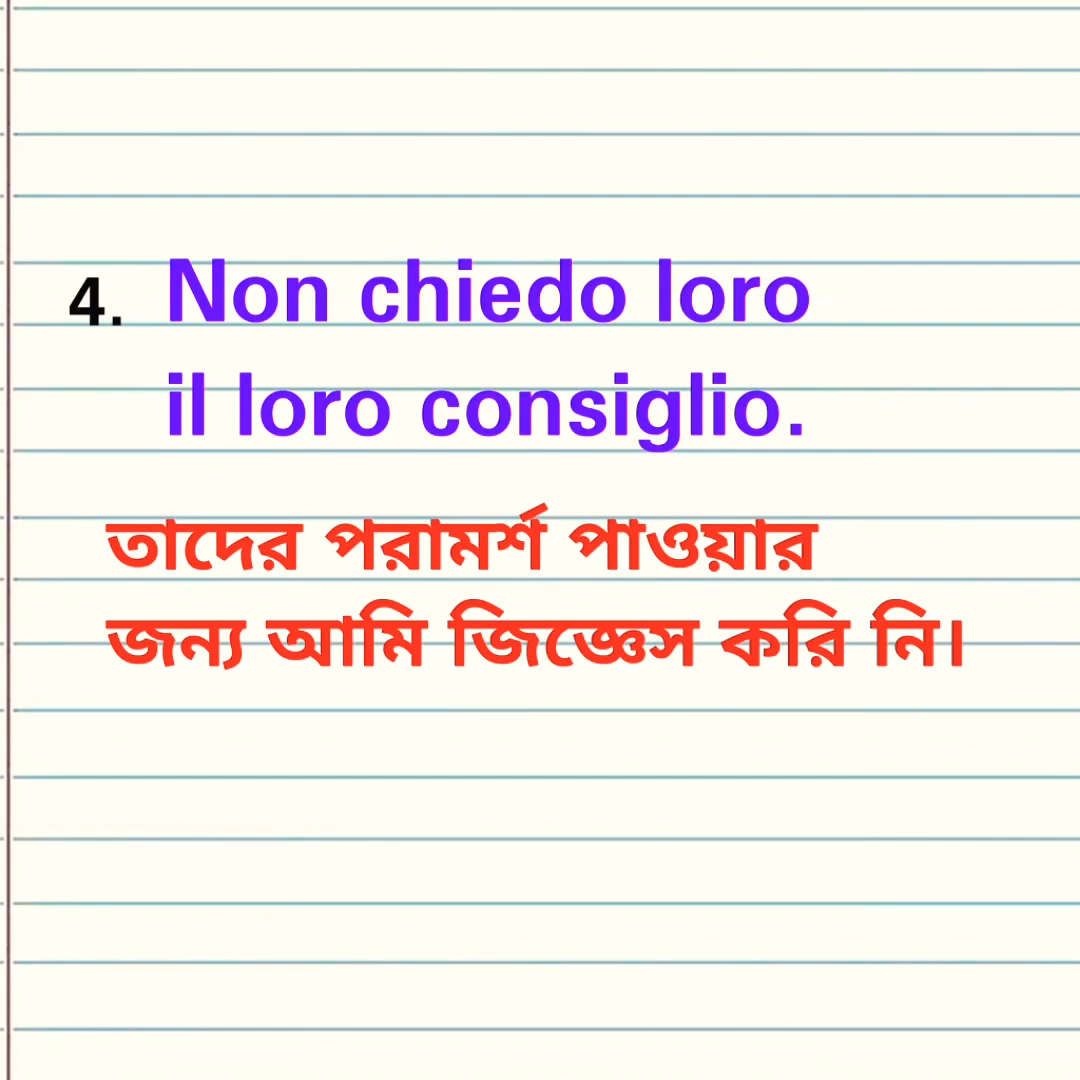 4. Non chiedo loro
il loro consiglio.
তাদের পরামর্শ পাওয়ার
জন্য আমি জিজ্ঞেস করি নি।